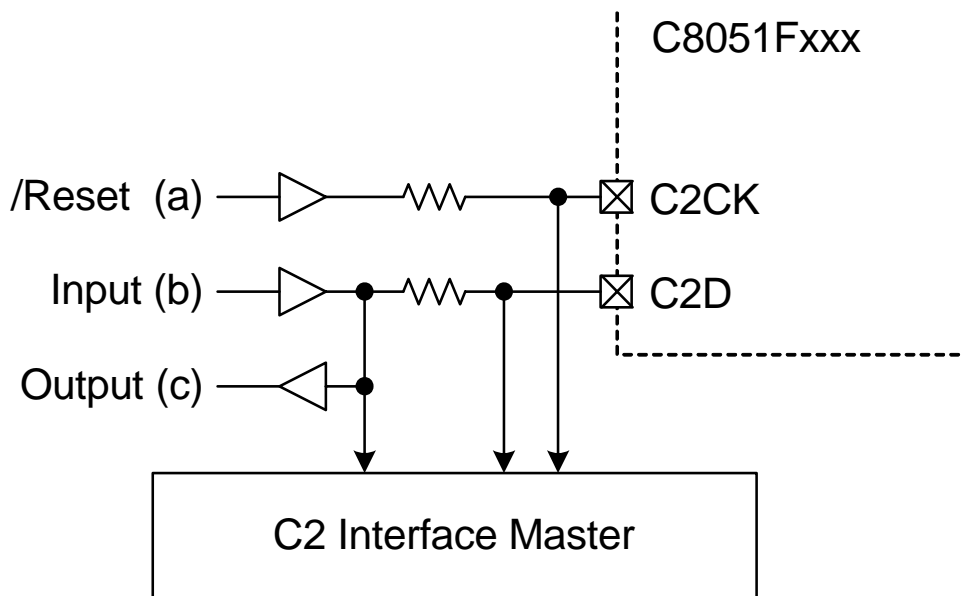 C8051Fxxx
/Reset (a)
C2CK
Input (b)
C2D
Output (c)
C2 Interface Master